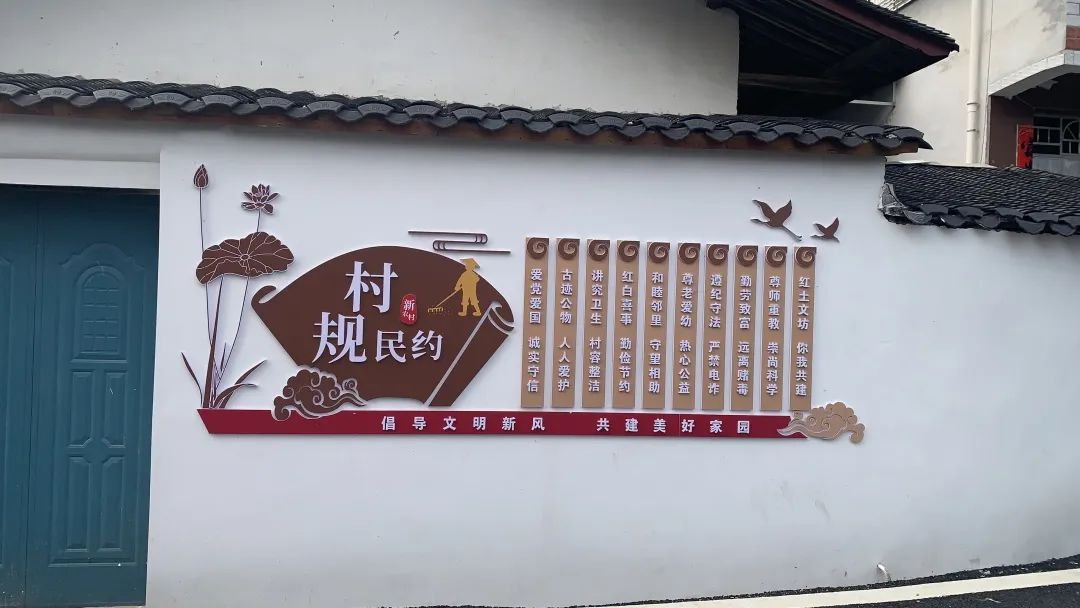 村
规民约
新农村
爱党爱国 诚实守信
古迹公物 人人爱护
讲究卫生 村容整洁
红白喜事 勤俭节约
和睦邻里 守望相助
尊老爱幼 热心公益
遵纪守法 严禁电诈
勤劳致富 远离赌毒
尊师重教 崇尚科学
红土文坊 你我共建
倡导文明新风 共建美好家园